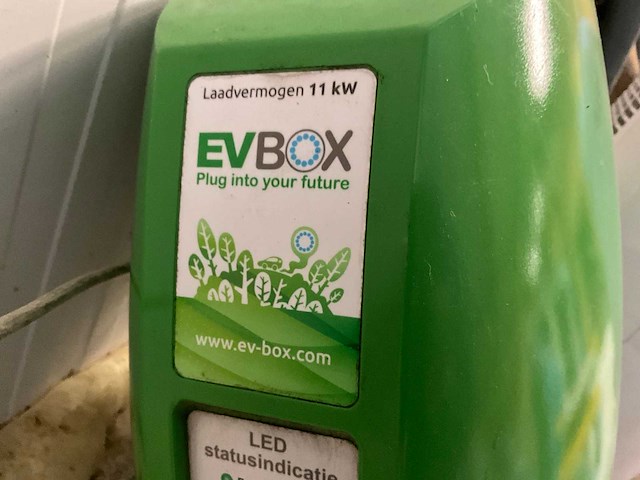 Laadvermogen 11 kW
EVBOX
Plug into your future
www.ev-box.com
LED
statusindicatie